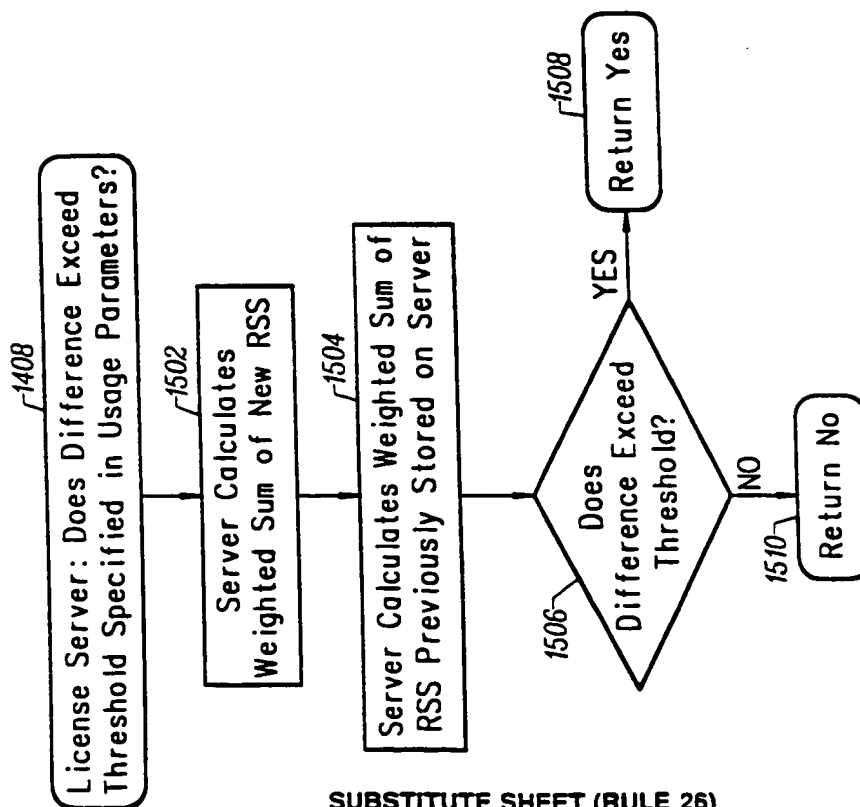 1408
License Server: Does Difference Exceed
Threshold Specified in Usage Parameters?
1502
Server Calculates
Weighted Sum of New RSS
1504
Server Calculates Weighted Sum of
RSS Previously Stored on Server
1506
Does
Difference Exceed
Threshold?
YES
1508
Return Yes
NO
1510
Return No
SUBSTITUTE SHEET (RULE 26)